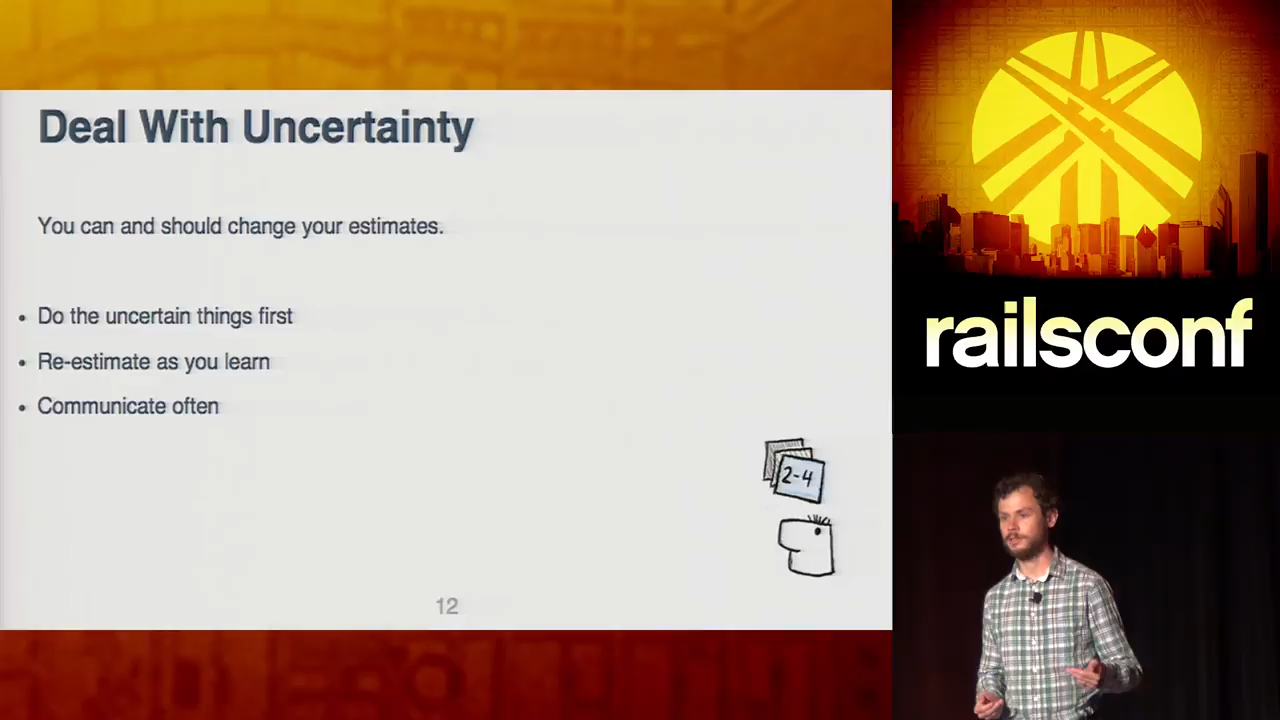 Deal With Uncertainty
You can and should change your estimates.
• Do the uncertain things first
• Re-estimate as you learn
• Communicate often
2-4
12
railsconf